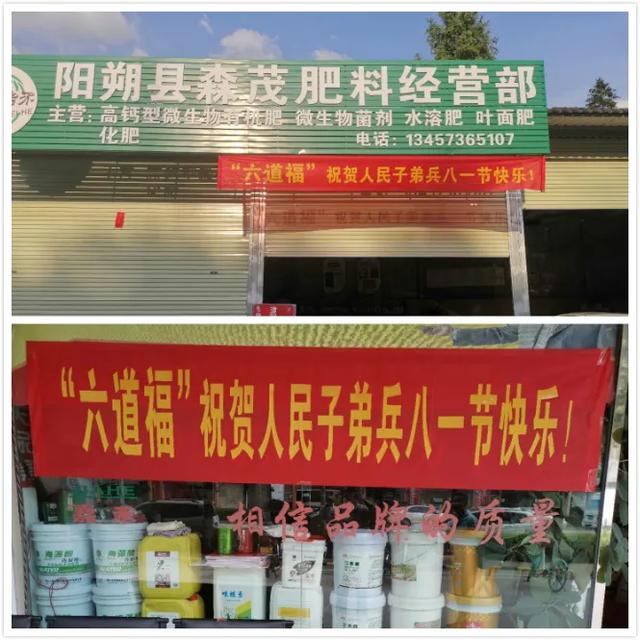 阳朔县森茂肥料经营部
主营：高钙型微生物有机肥 微生物菌剂 水溶肥 叶面肥
化肥
电话：13457365107
“六道福”祝贺人民子弟兵八一节快乐！
“六道福”祝贺人民子弟兵八一节快乐！
相信品牌的质量